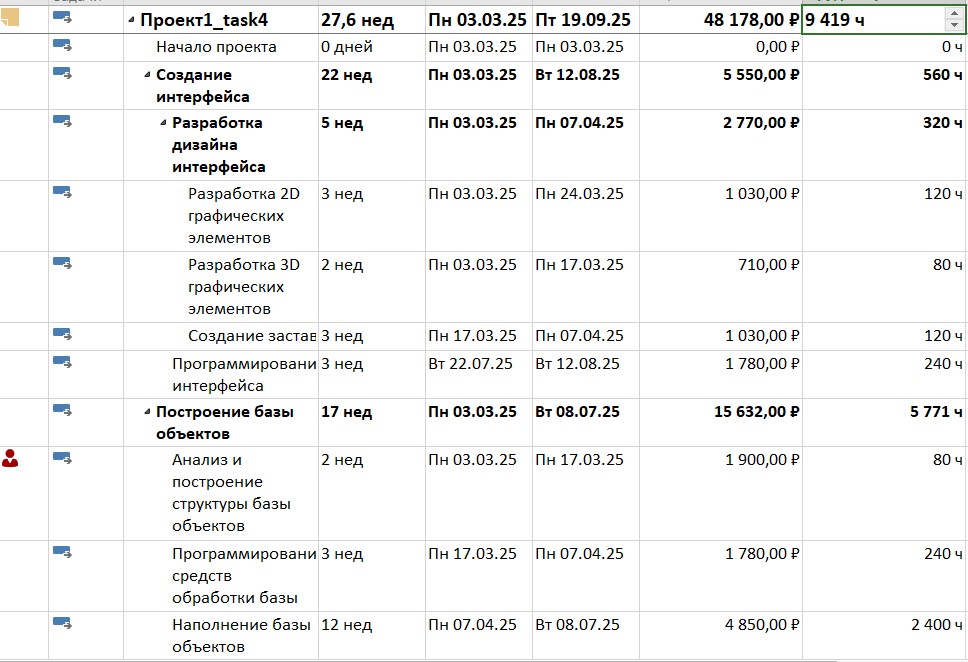 Проект1_task4 27,6 нед Пн 03.03.25 Пт 19.09.25 48 178,00 ₽ 9 419 ч
Начало проекта 0 дней Пн 03.03.25 Пн 03.03.25 0,00 ₽ 0 ч
Создание 22 нед Пн 03.03.25 Вт 12.08.25 5 550,00 ₽ 560 ч
интерфейса
Разработка 5 нед Пн 03.03.25 Пн 07.04.25 2 770,00 ₽ 320 ч
дизайна
интерфейса
Разработка 2D 3 нед Пн 03.03.25 Пн 24.03.25 1 030,00 ₽ 120 ч
графических
элементов
Разработка 3D 2 нед Пн 03.03.25 Пн 17.03.25 710,00 ₽ 80 ч
графических
элементов
Создание застав 3 нед Пн 17.03.25 Пн 07.04.25 1 030,00 ₽ 120 ч
Программировани 3 нед Вт 22.07.25 Вт 12.08.25 1 780,00 ₽ 240 ч
интерфейса
Построение базы 17 нед Пн 03.03.25 Вт 08.07.25 15 632,00 ₽ 5 771 ч
объектов
Анализ и 2 нед Пн 03.03.25 Пн 17.03.25 1 900,00 ₽ 80 ч
построение
структуры базы
объектов
Программировани 3 нед Пн 17.03.25 Пн 07.04.25 1 780,00 ₽ 240 ч
средств
обработки базы
Наполнение базы 12 нед Пн 07.04.25 Вт 08.07.25 4 850,00 ₽ 2 400 ч
объектов